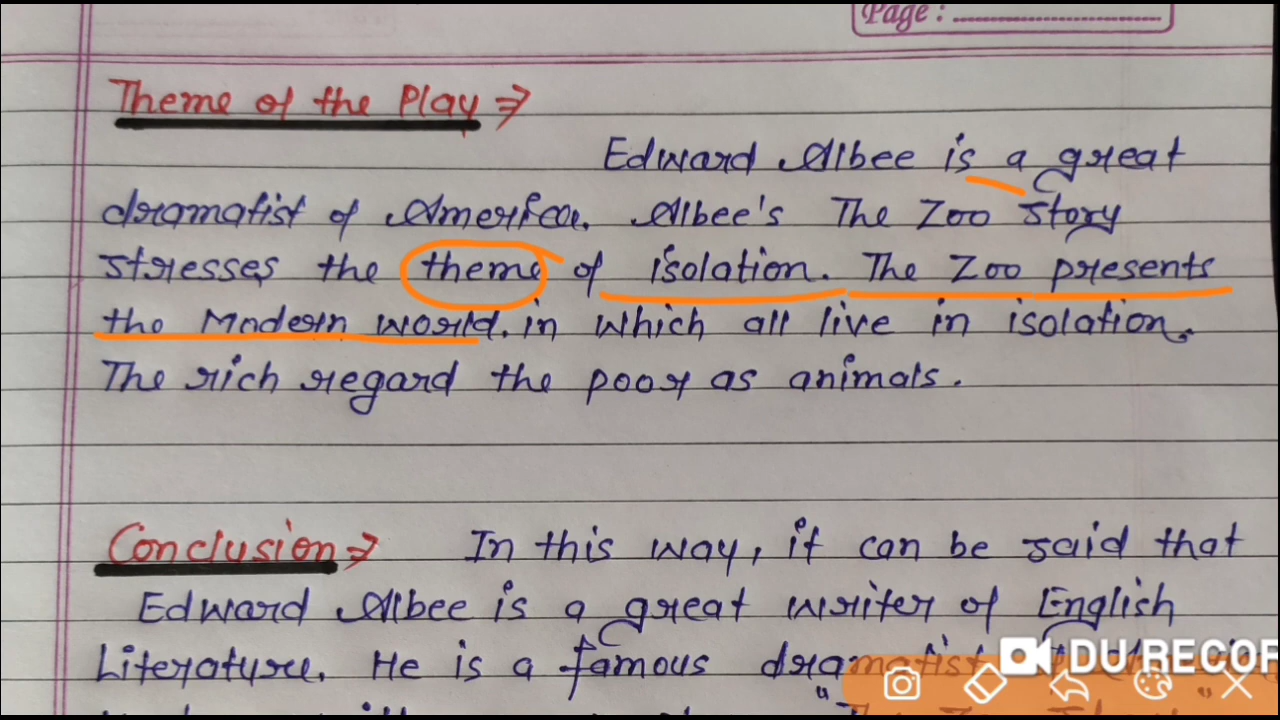 Page :
Theme of the Play ⇒
Edward Albee is a great
dramatist of America. Albee's The Zoo Story
stresses the theme of isolation. The Zoo presents
the Modern world. in which all live in isolation.
The rich regard the poor as animals.
Conclusion ⇒ In this way, it can be said that
Edward Albee is a great writer of English
Literature. He is a famous dramatist
DU RECOR